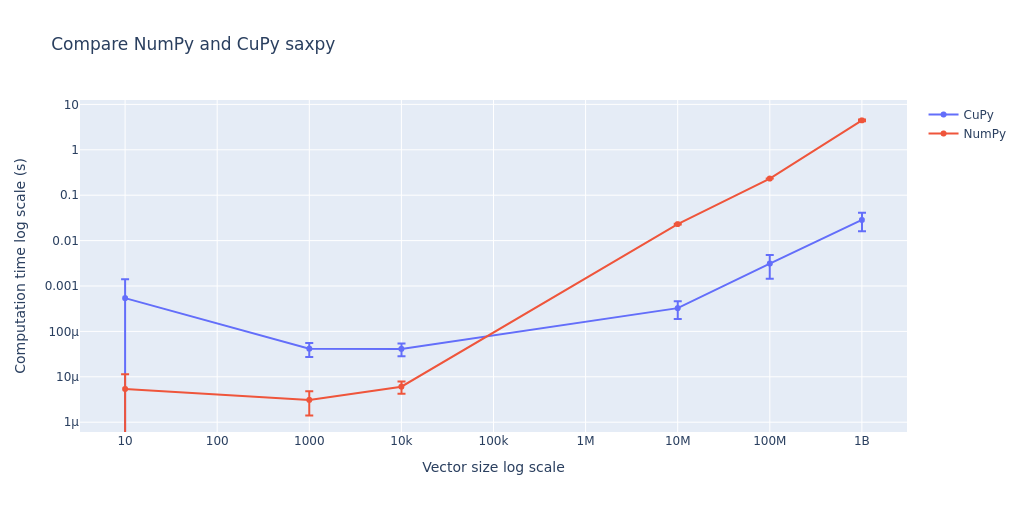 Compare NumPy and CuPy saxpy
CuPy
NumPy
Computation time log scale (s)
10
1
0.1
0.01
0.001
100μ
10μ
1μ
10
100
1000
10k
100k
1M
10M
100M
1B
Vector size log scale